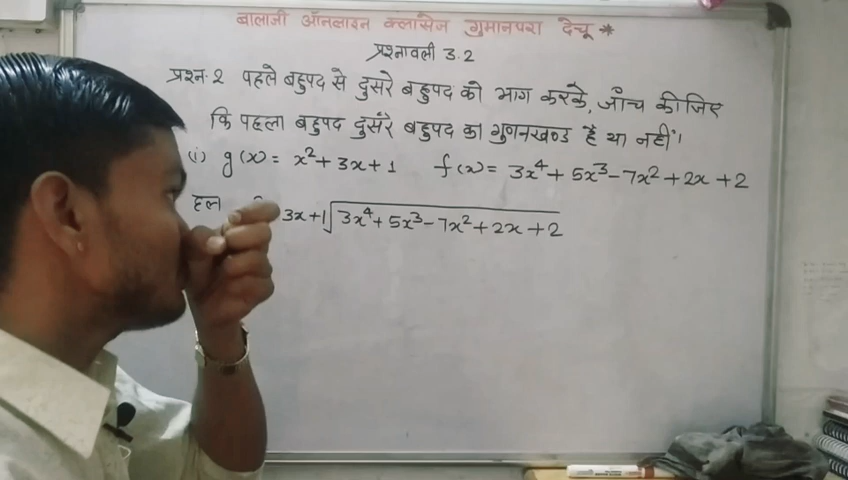 बालाजी ऑनलाइन क्लासेज गुमानपरा देचू *
प्रश्नावली 3.2
प्रश्न.2 पहले बहुपद से दुसरे बहुपद को भाग करके, जाँच कीजिए
कि पहला बहुपद दुसरे बहुपद का गुणनखण्ड है या नहीं।
(i) g(x) = x² + 3x + 1 f(x) = 3x⁴ + 5x³ - 7x² + 2x + 2
हल 3x+1 3x⁴ + 5x³ - 7x² + 2x + 2